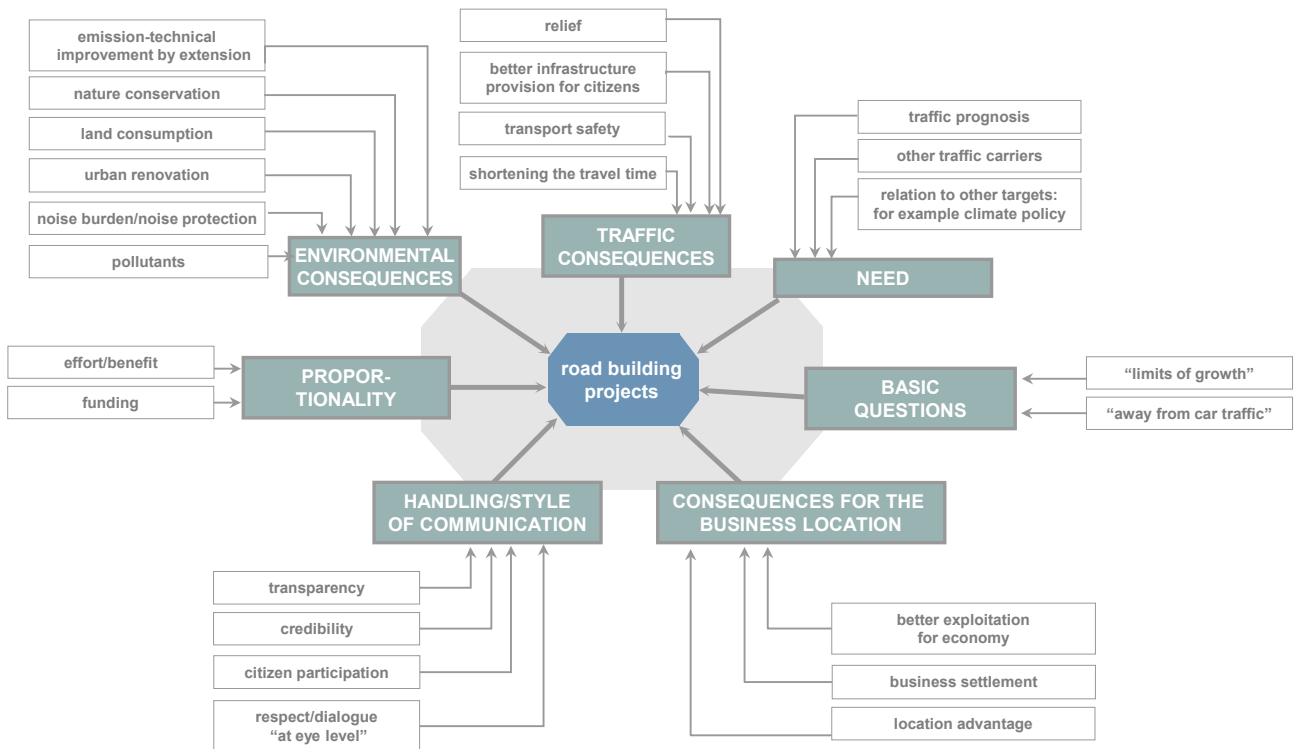 emission-technical
improvement by extension
nature conservation
land consumption
urban renovation
noise burden/noise protection
pollutants
ENVIRONMENTAL
CONSEQUENCES
relief
better infrastructure
provision for citizens
transport safety
shortening the travel time
TRAFFIC
CONSEQUENCES
traffic prognosis
other traffic carriers
relation to other targets:
for example climate policy
NEED
effort/benefit
funding
PROPOR-
TIONALITY
road building
projects
BASIC
QUESTIONS
“limits of growth”
“away from car traffic”
HANDLING/STYLE
OF COMMUNICATION
transparency
credibility
citizen participation
respect/dialogue
“at eye level”
CONSEQUENCES FOR THE
BUSINESS LOCATION
better exploitation
for economy
business settlement
location advantage